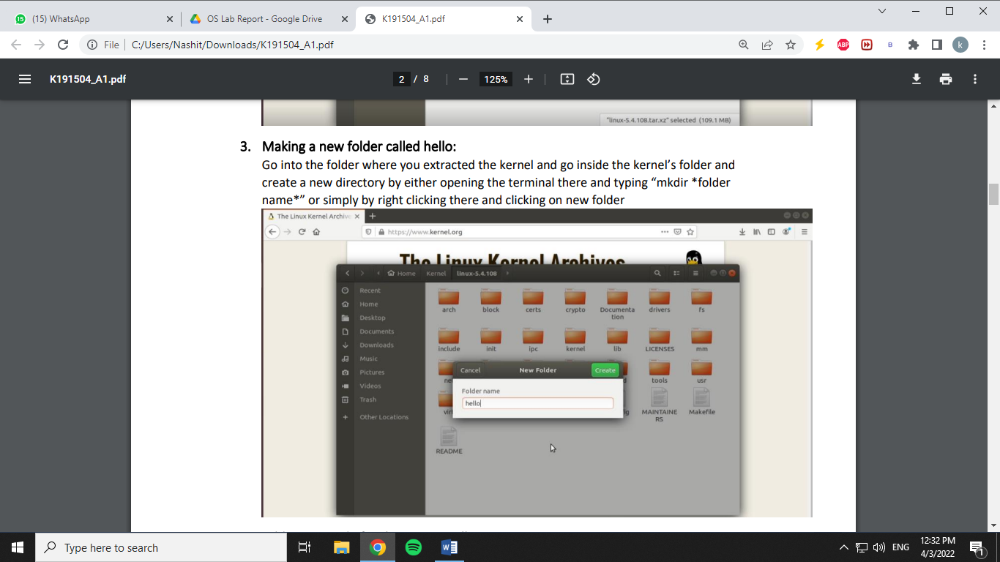 (15) WhatsApp
OS Lab Report - Google Drive
K191504_A1.pdf
File
C:/Users/Nashit/Downloads/K191504_A1.pdf
ABP
B
k
K191504_A1.pdf
2 / 8
125%
"linux-5.4.108.tar.xz" selected (109.1 MB)
3. Making a new folder called hello:
Go into the folder where you extracted the kernel and go inside the kernel's folder and
create a new directory by either opening the terminal there and typing “mkdir *folder
name*” or simply by right clicking there and clicking on new folder
The Linux Kernel Archive
https://www.kernel.org
The Linux Kernel Archives
Home Kernel linux-5.4.108
Recent
Home
Desktop
Documents
Downloads
Music
Pictures
Videos
Trash
Other Locations
arch block certs crypto Documenta drivers fs
tion
include init ipc kernel lib LICENSES mm
tools usr
MAINTAINE Makefile
RS
README
Cancel New Folder Create
Folder name
hello
Type here to search
ENG
12:32 PM
4/3/2022
1